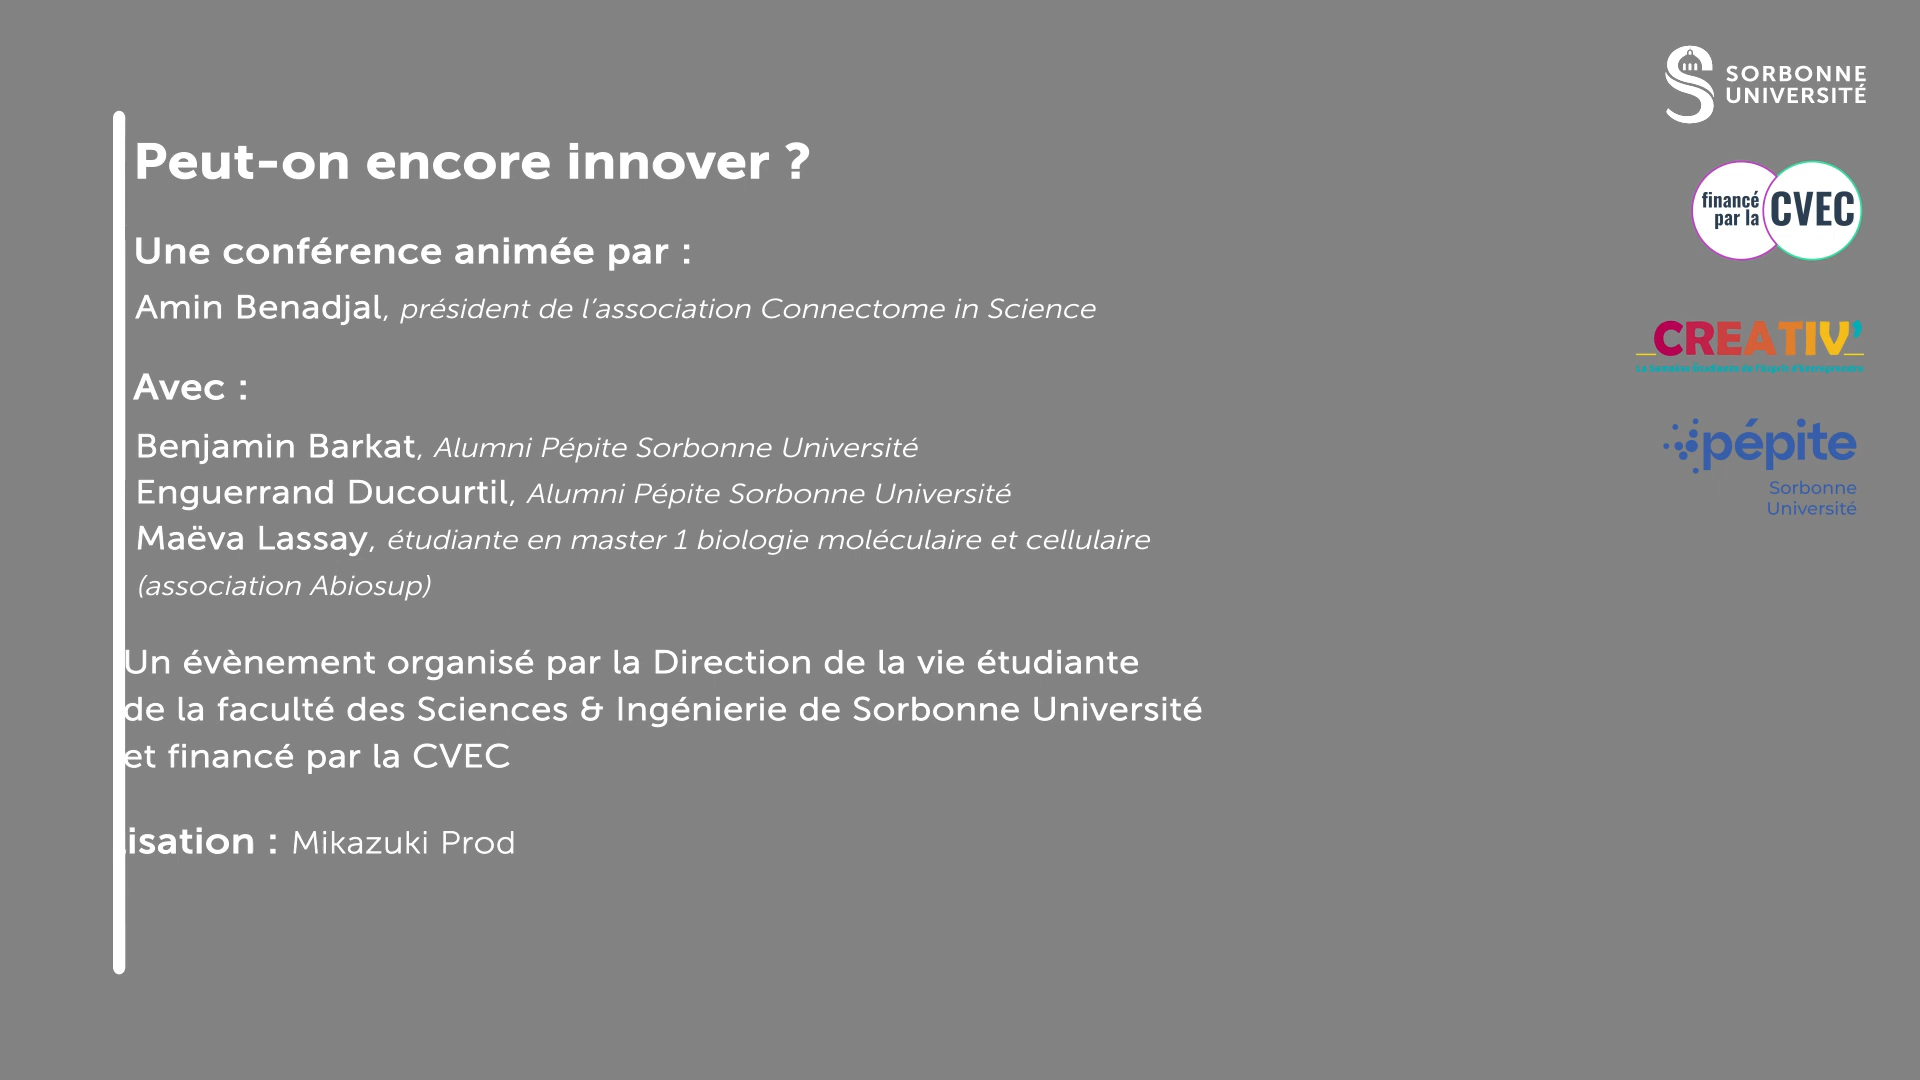 SORBONNE
UNIVERSITÉ
financé
par la
CVEC
CREATIV'
pépite
Sorbonne
Université
Peut-on encore innover ?
Une conférence animée par :
Amin Benadjal, président de l'association Connectome in Science
Avec :
Benjamin Barkat, Alumni Pépite Sorbonne Université
Enguerrand Ducourtil, Alumni Pépite Sorbonne Université
Maëva Lassay, étudiante en master 1 biologie moléculaire et cellulaire
(association Abiosup)
Un évènement organisé par la Direction de la vie étudiante
de la faculté des Sciences & Ingénierie de Sorbonne Université
et financé par la CVEC
lisation : Mikazuki Prod